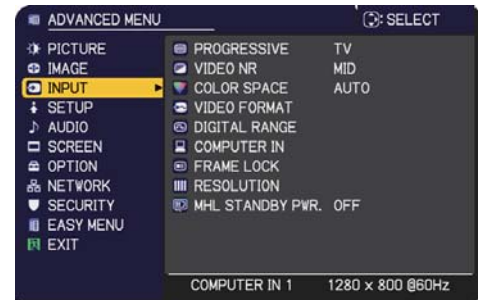 ADVANCED MENU : SELECT
PICTURE
IMAGE
INPUT
SETUP
AUDIO
SCREEN
OPTION
NETWORK
SECURITY
EASY MENU
EXIT
PROGRESSIVE TV
VIDEO NR MID
COLOR SPACE AUTO
VIDEO FORMAT
DIGITAL RANGE
COMPUTER IN
FRAME LOCK
RESOLUTION
MHL STANDBY PWR. OFF
COMPUTER IN 1 1280 x 800 @60Hz